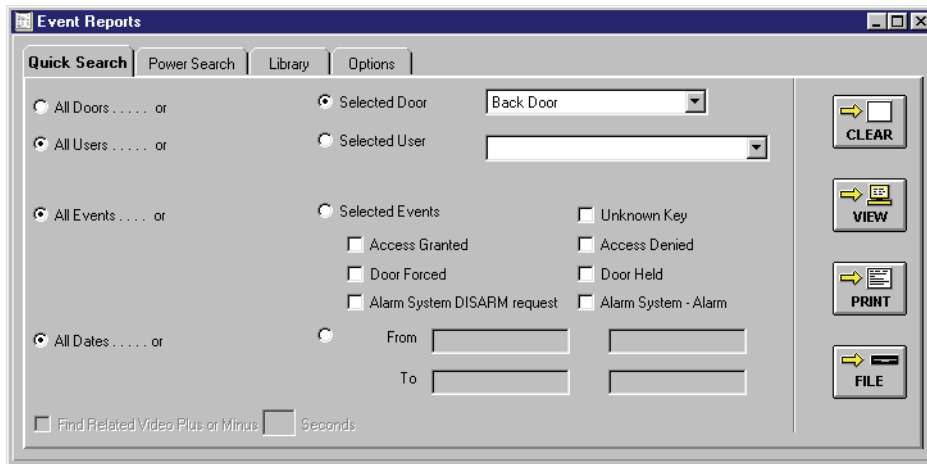 Event Reports
Quick Search Power Search Library Options
All Doors . . . . . or Selected Door Back Door
All Users . . . . . or Selected User
CLEAR
All Events . . . . or Selected Events Unknown Key
VIEW
Access Granted Access Denied
Door Forced Door Held
Alarm System DISARM request Alarm System - Alarm
PRINT
All Dates . . . . . or From
To
FILE
Find Related Video Plus or Minus Seconds